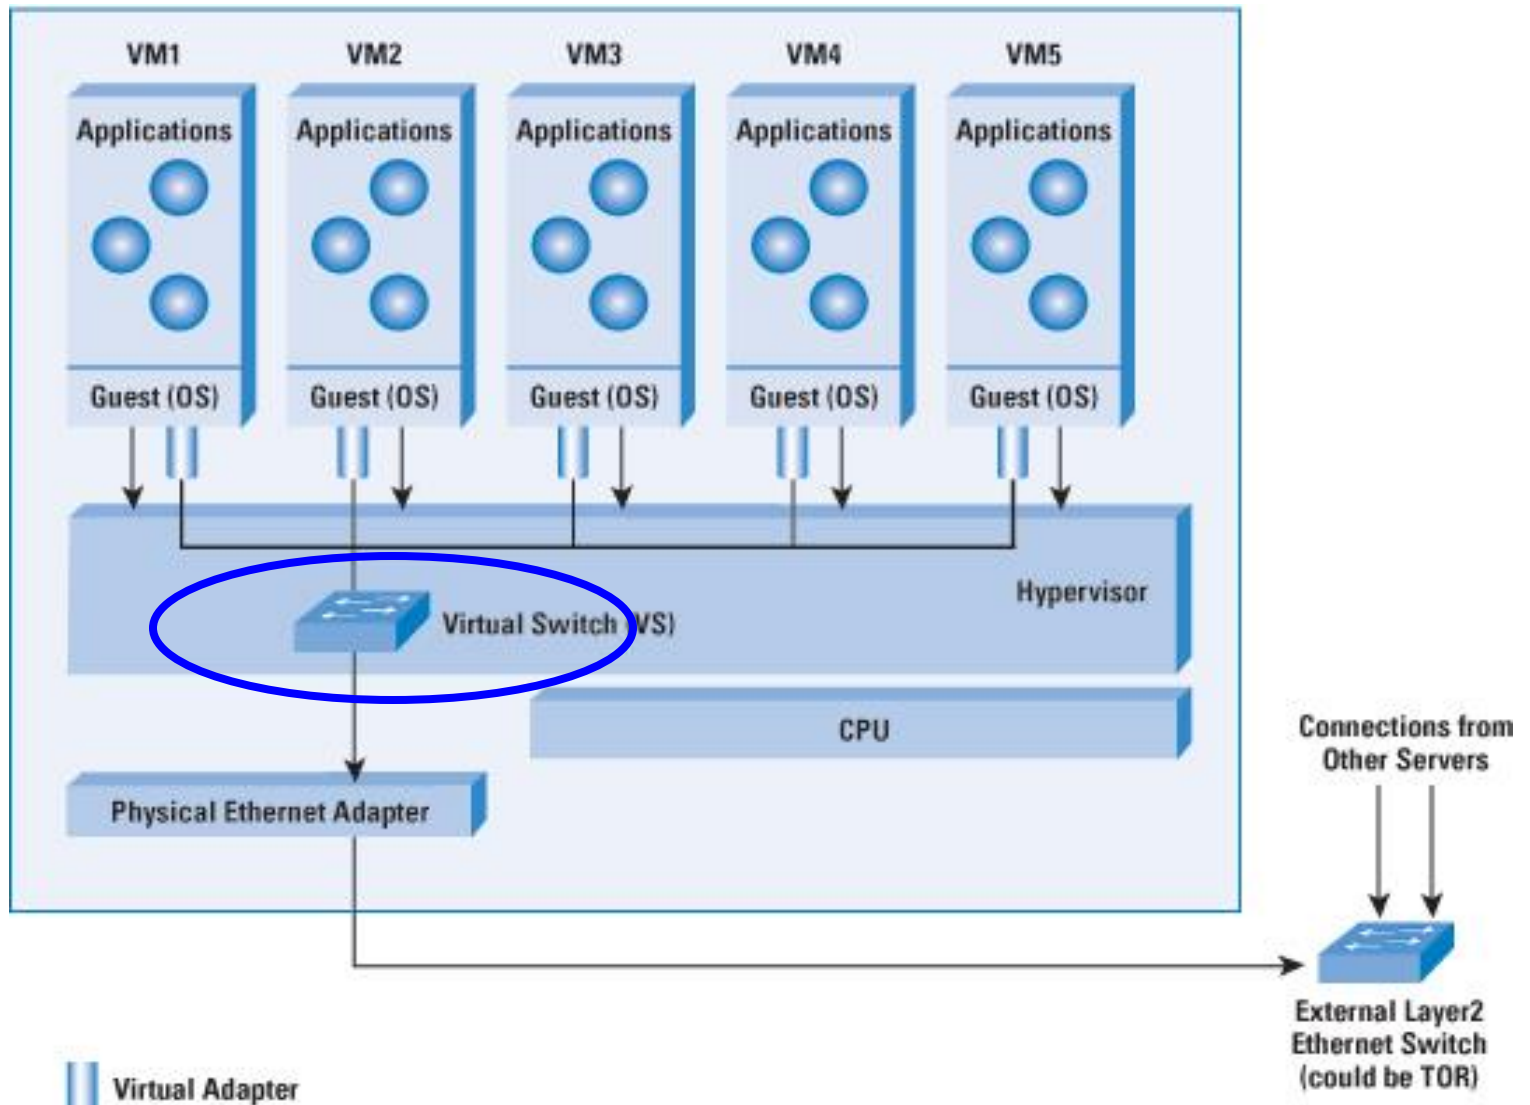 VM1 VM2 VM3 VM4 VM5
Applications Applications Applications Applications Applications
Guest (OS) Guest (OS) Guest (OS) Guest (OS) Guest (OS)
Hypervisor
Virtual Switch (VS)
CPU
Physical Ethernet Adapter
Connections from
Other Servers
External Layer2
Ethernet Switch
(could be TOR)
Virtual Adapter